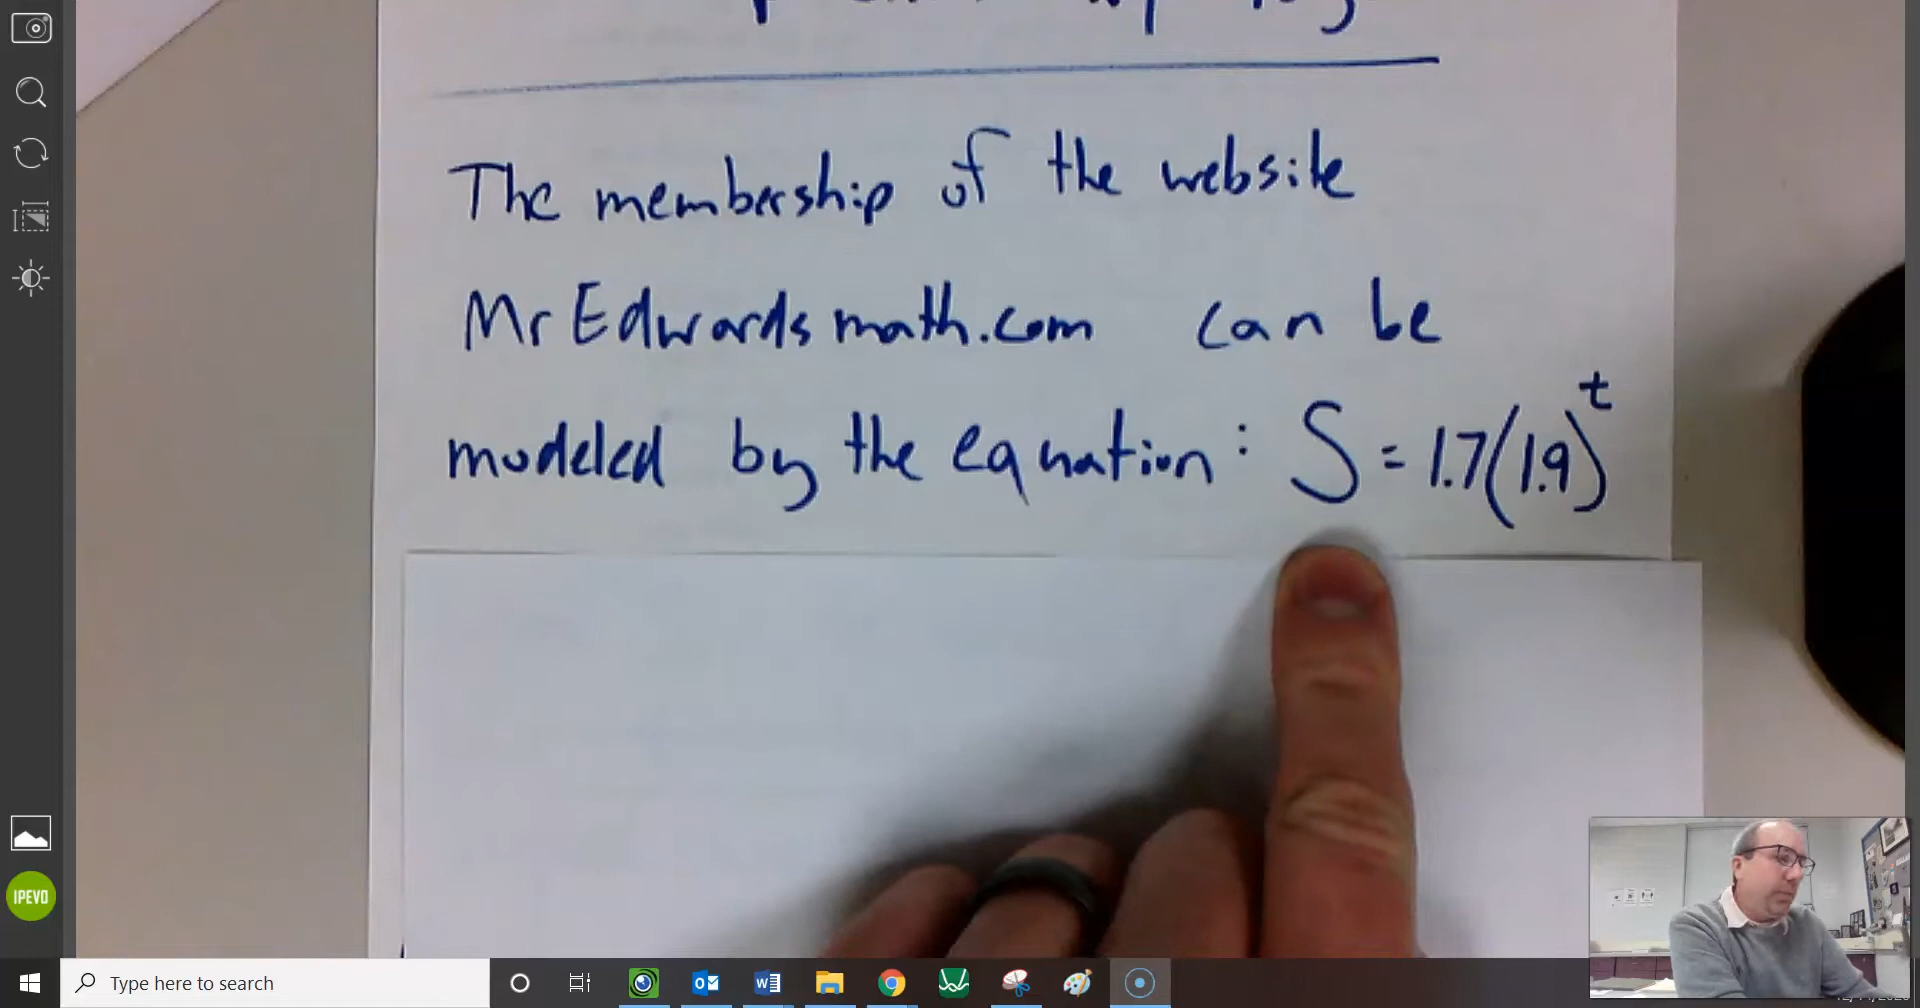 The membership of the website
MrEdwardsmath.com can be
modeled by the equation: S = 1.7(1.9)^t
IPEVO
Type here to search